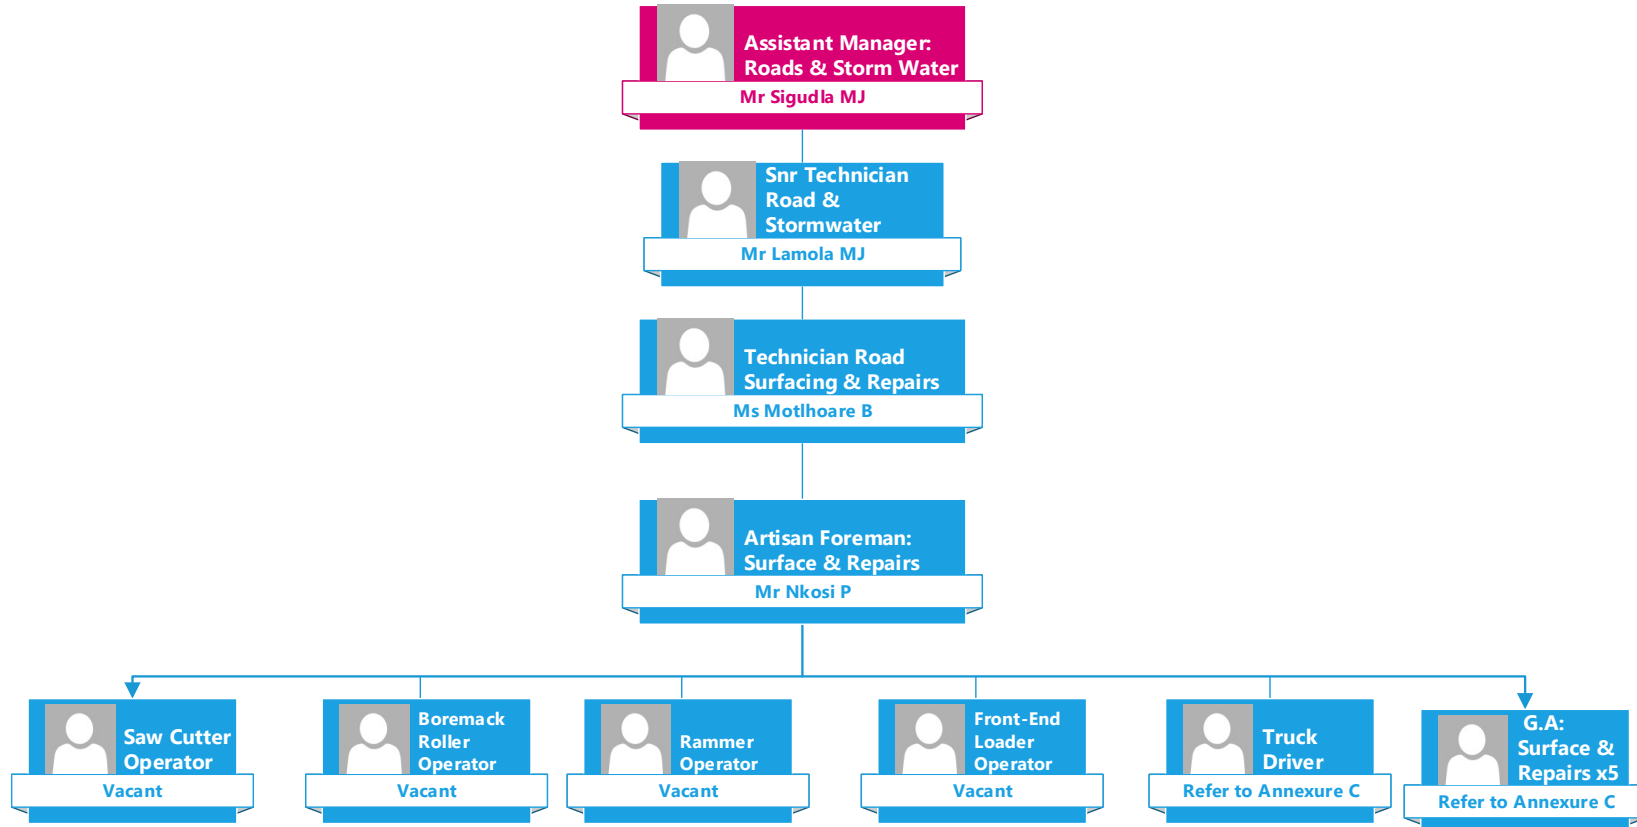 Assistant Manager:
Roads & Storm Water
Mr Sigudla MJ
Snr Technician
Road &
Stormwater
Mr Lamola MJ
Technician Road
Surfacing & Repairs
Ms Motlhoare B
Artisan Foreman:
Surface & Repairs
Mr Nkosi P
Saw Cutter
Operator
Vacant
Boremack
Roller
Operator
Vacant
Rammer
Operator
Vacant
Front-End
Loader
Operator
Vacant
Truck
Driver
Refer to Annexure C
G.A:
Surface &
Repairs x5
Refer to Annexure C